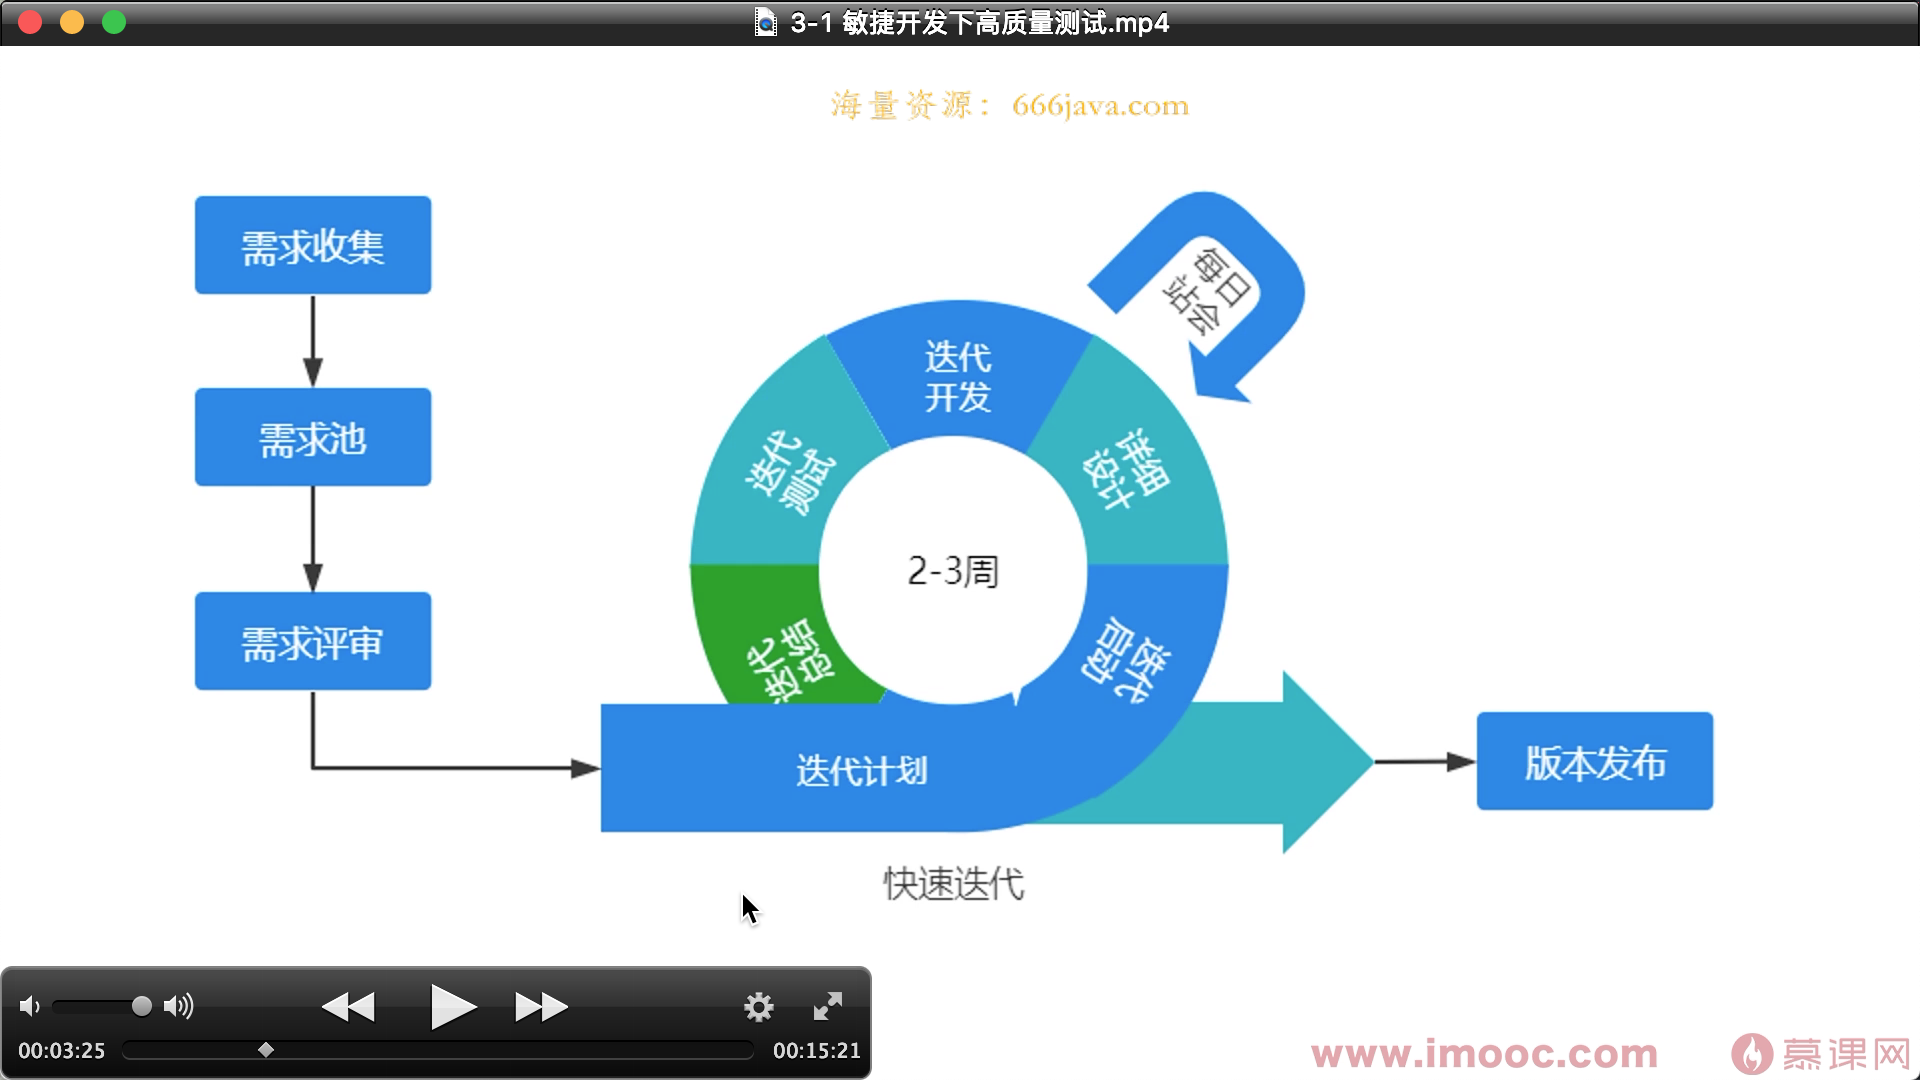 3-1 敏捷开发下高质量测试.mp4
海量资源：666java.com
需求收集
需求池
需求评审
每日
站会
迭代
开发
详细
设计
迭代
测试
2-3周
迭代
启动
迭代
总结
迭代计划
版本发布
快速迭代
00:03:25
00:15:21
www.imooc.com
慕课网